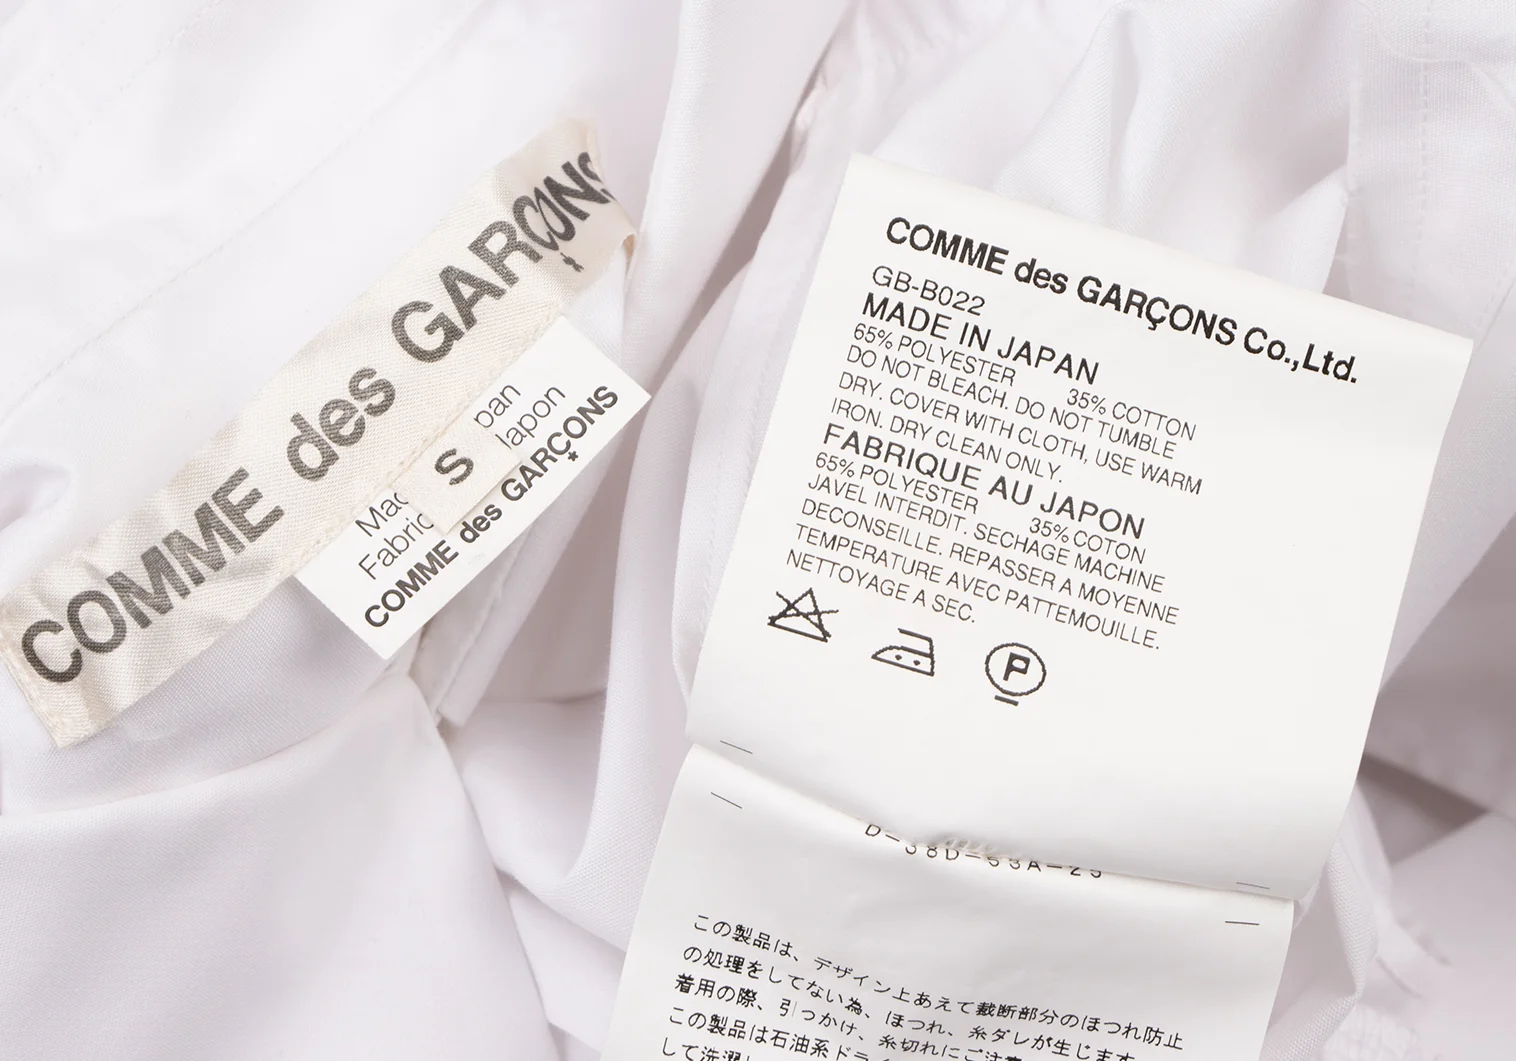 COMME des GARÇONS
S
COMME des GARÇONS
COMME des GARÇONS Co.,Ltd.
GB-B022
MADE IN JAPAN
65% POLYESTER 35% COTTON
DO NOT BLEACH. DO NOT TUMBLE
DRY. COVER WITH CLOTH, USE WARM
IRON. DRY CLEAN ONLY.
FABRIQUE AU JAPON
65% POLYESTER 35% COTON
JAVEL INTERDIT. SECHAGE MACHINE
DECONSEILLE. REPASSER A MOYENNE
TEMPERATURE AVEC PATTEMOUILLE.
NETTOYAGE A SEC.
P
この製品は、デザイン上あえて裁断部分のほつれ防止
の処理をしてない為、ほつれ、糸ダレが生じます
着用の際、引っかけ、糸切れにご注
この製品は石油系ドラ
して洗濯